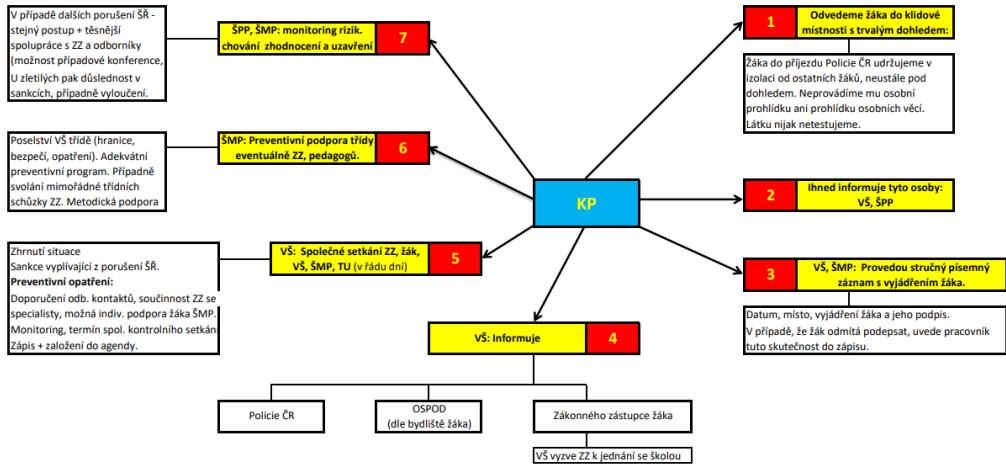 KP
1
Odvedeme žáka do klidové
místnosti s trvalým dohledem:
Žáka do příjezdu Policie ČR udržujeme v
izolaci od ostatních žáků, neustále pod
dohledem. Neprovádíme mu osobní
prohlídku ani prohlídku osobních věcí.
Látku nijak netestujeme.
2
Ihned informuje tyto osoby:
VŠ, ŠPP
3
VŠ, ŠMP: Provedou stručný písemný
záznam s vyjádřením žáka.
Datum, místo, vyjádření žáka a jeho podpis.
V případě, že žák odmítá podepsat, uvede pracovník
tuto skutečnost do zápisu.
VŠ: Informuje
4
Policie ČR
OSPOD
(dle bydliště žáka)
Zákonného zástupce žáka
VŠ vyzve ZZ k jednání se školou
VŠ: Společné setkání ZZ, žák,
VŠ, ŠMP, TU (v řádu dní)
5
Zhrnutí situace
Sankce vyplívající z porušení ŠŘ.
Preventivní opatření:
Doporučení odb. kontaktů, součinnost ZZ se
specialisty, možná indiv. podpora žáka ŠMP.
Monitoring, termín spol. kontrolního setkán
Zápis + založení do agendy.
ŠMP: Preventivní podpora třídy
eventuálně ZZ, pedagogů.
6
Poselství VŠ třídě (hranice,
bezpečí, opatření). Adekvátní
preventivní program. Případně
svolání mimořádné třídních
schůzky ZZ. Metodická podpora
ŠPP, ŠMP: monitoring rizik.
chování zhodnocení a uzavření
7
V případě dalších porušení ŠŘ -
stejný postup + těsnější
spolupráce s ZZ a odborníky
(možnost případové konference,
U zletilých pak důslednost v
sankcích, případně vyloučení.